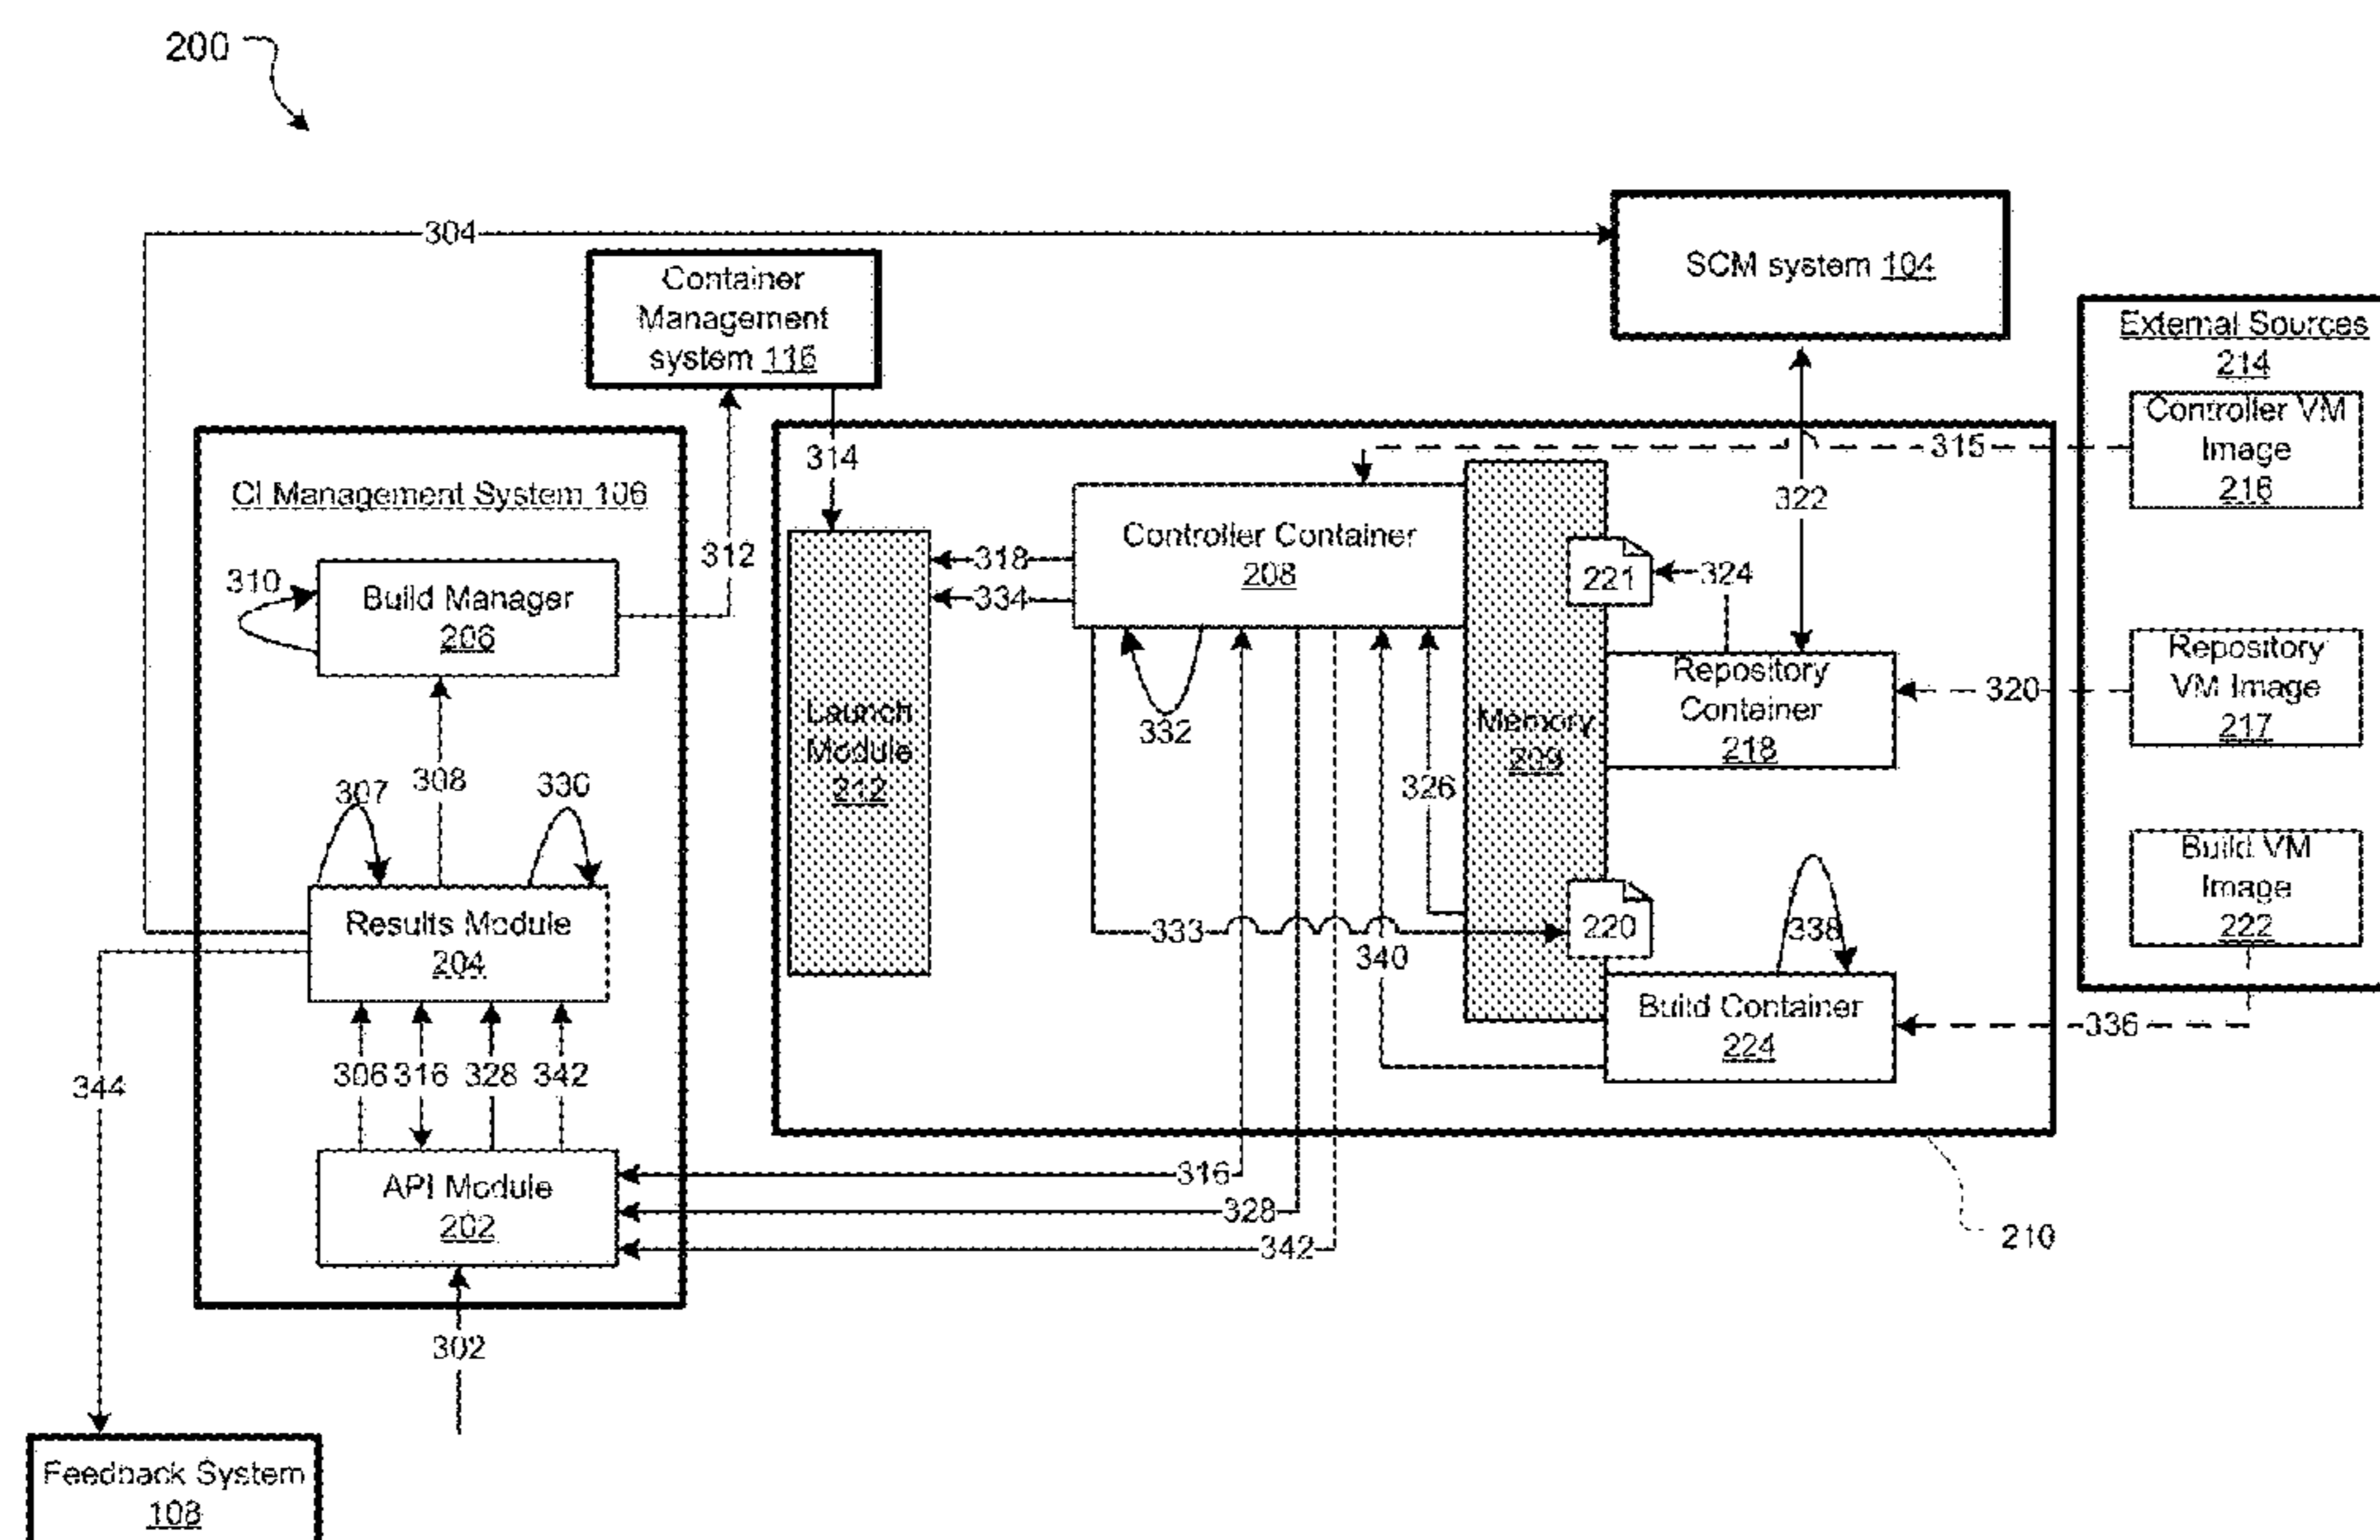 200
304
SCM system 104
Container
Management
system 116
External Sources
214
Controller VM
Image
216
315
314
322
CI Management System 106
312
318
334
Controller Container
208
221
324
310
Build Manager
206
Repository
Container
218
320
Repository
VM Image
217
Launch
Module
212
332
Memory
209
326
307
308
330
Results Module
204
333
340
220
338
Build VM
Image
222
Build Container
224
336
344
306
316
328
342
API Module
202
316
328
342
210
302
Feedback System
108